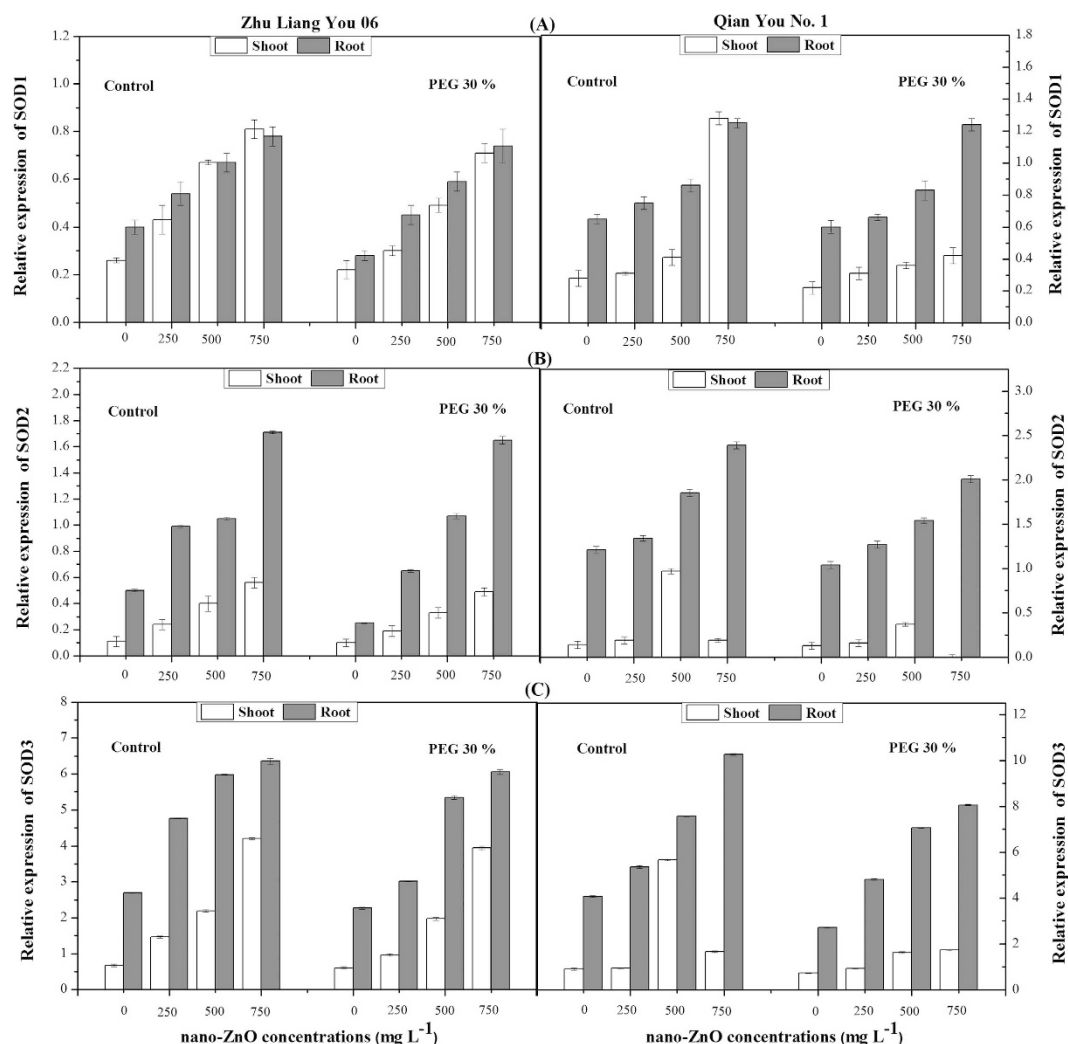 Zhu Liang You 06 (A) Qian You No. 1
Shoot Root
Control PEG 30 %
Relative expression of SOD1
1.2
1.0
0.8
0.6
0.4
0.2
0.0
0 250 500 750 0 250 500 750
Shoot Root
Control PEG 30 %
Relative expression of SOD1
1.8
1.6
1.4
1.2
1.0
0.8
0.6
0.4
0.2
0.0
0 250 500 750 0 250 500 750
(B)
Shoot Root
Control PEG 30 %
Relative expression of SOD2
2.2
2.0
1.8
1.6
1.4
1.2
1.0
0.8
0.6
0.4
0.2
0.0
0 250 500 750 0 250 500 750
Shoot Root
Control PEG 30 %
Relative expression of SOD2
3.0
2.5
2.0
1.5
1.0
0.5
0.0
0 250 500 750 0 250 500 750
(C)
Shoot Root
Control PEG 30 %
Relative expression of SOD3
8
7
6
5
4
3
2
1
0
0 250 500 750 0 250 500 750
nano-ZnO concentrations (mg L-1)
Shoot Root
Control PEG 30 %
Relative expression of SOD3
12
10
8
6
4
2
0
0 250 500 750 0 250 500 750
nano-ZnO concentrations (mg L-1)